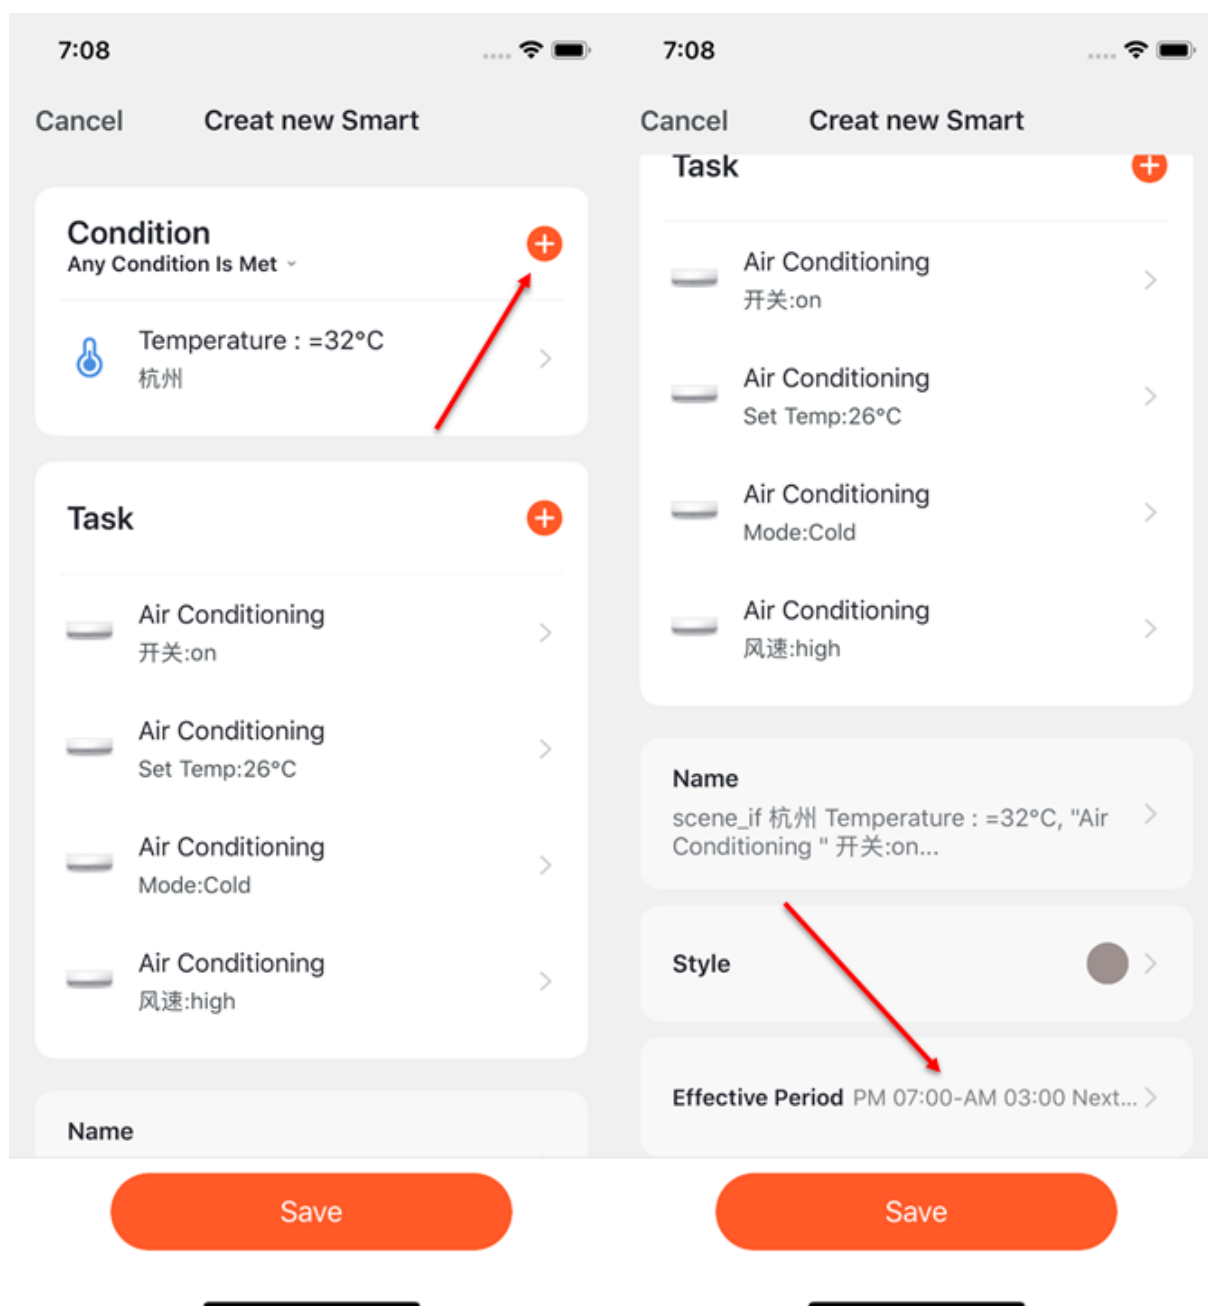 7:08
Cancel
Creat new Smart
Condition
Any Condition Is Met
Temperature : =32°C
杭州
Task
Air Conditioning
开关:on
Air Conditioning
Set Temp:26°C
Air Conditioning
Mode:Cold
Air Conditioning
风速:high
Name
Save
7:08
Cancel
Creat new Smart
Task
Air Conditioning
开关:on
Air Conditioning
Set Temp:26°C
Air Conditioning
Mode:Cold
Air Conditioning
风速:high
Name
scene_if 杭州 Temperature : =32°C, "Air
Conditioning " 开关:on...
Style
Effective Period PM 07:00-AM 03:00 Next...
Save